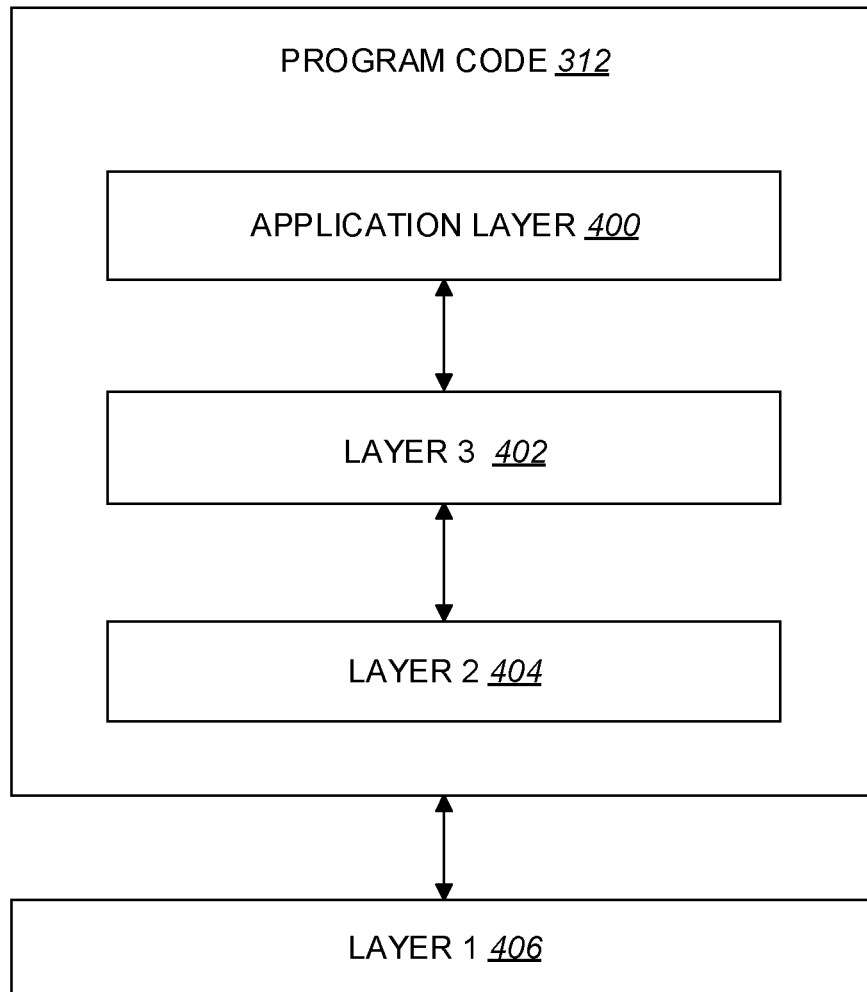 PROGRAM CODE 312
APPLICATION LAYER 400
LAYER 3 402
LAYER 2 404
LAYER 1 406